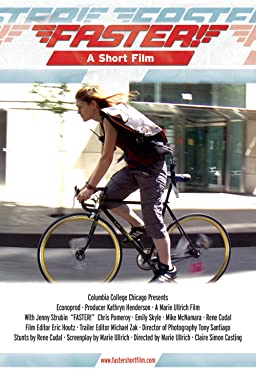 FASTER!
A Short Film
Columbia College Chicago Presents
Econoprod · Producer Kathryn Henderson · A Marie Ullrich Film
With Jenny Strubin "FASTER!" Chris Pomeroy · Emily Skyle · Mike McNamara · Rene Cudal
Film Editor Eric Houtz · Trailer Editor Michael Zak · Director of Photography Tony Santiago
Stunts by Rene Cudal · Screenplay by Marie Ullrich · Directed by Marie Ullrich · Claire Simon Casting
www.fastershortfilm.com